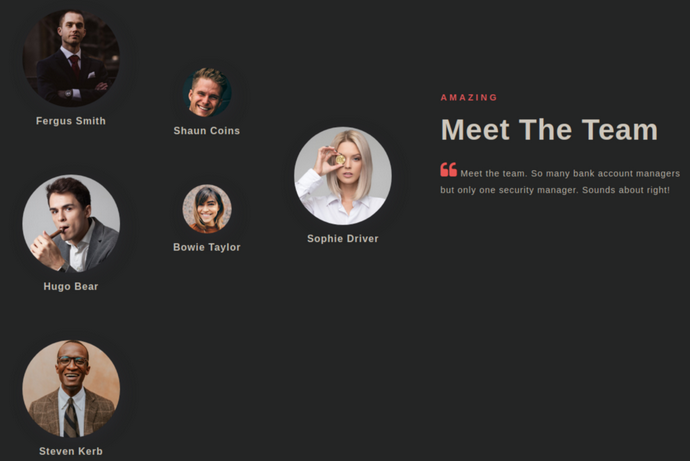 Fergus Smith
Shaun Coins
Hugo Bear
Bowie Taylor
Sophie Driver
Steven Kerb
AMAZING
Meet The Team
Meet the team. So many bank account managers
but only one security manager. Sounds about right!